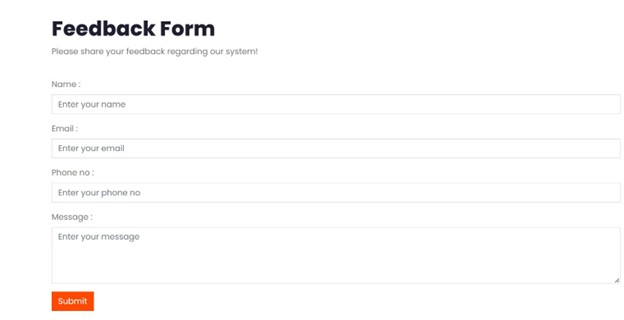 Feedback Form
Please share your feedback regarding our system!
Name :
Enter your name
Email :
Enter your email
Phone no :
Enter your phone no
Message :
Enter your message
Submit